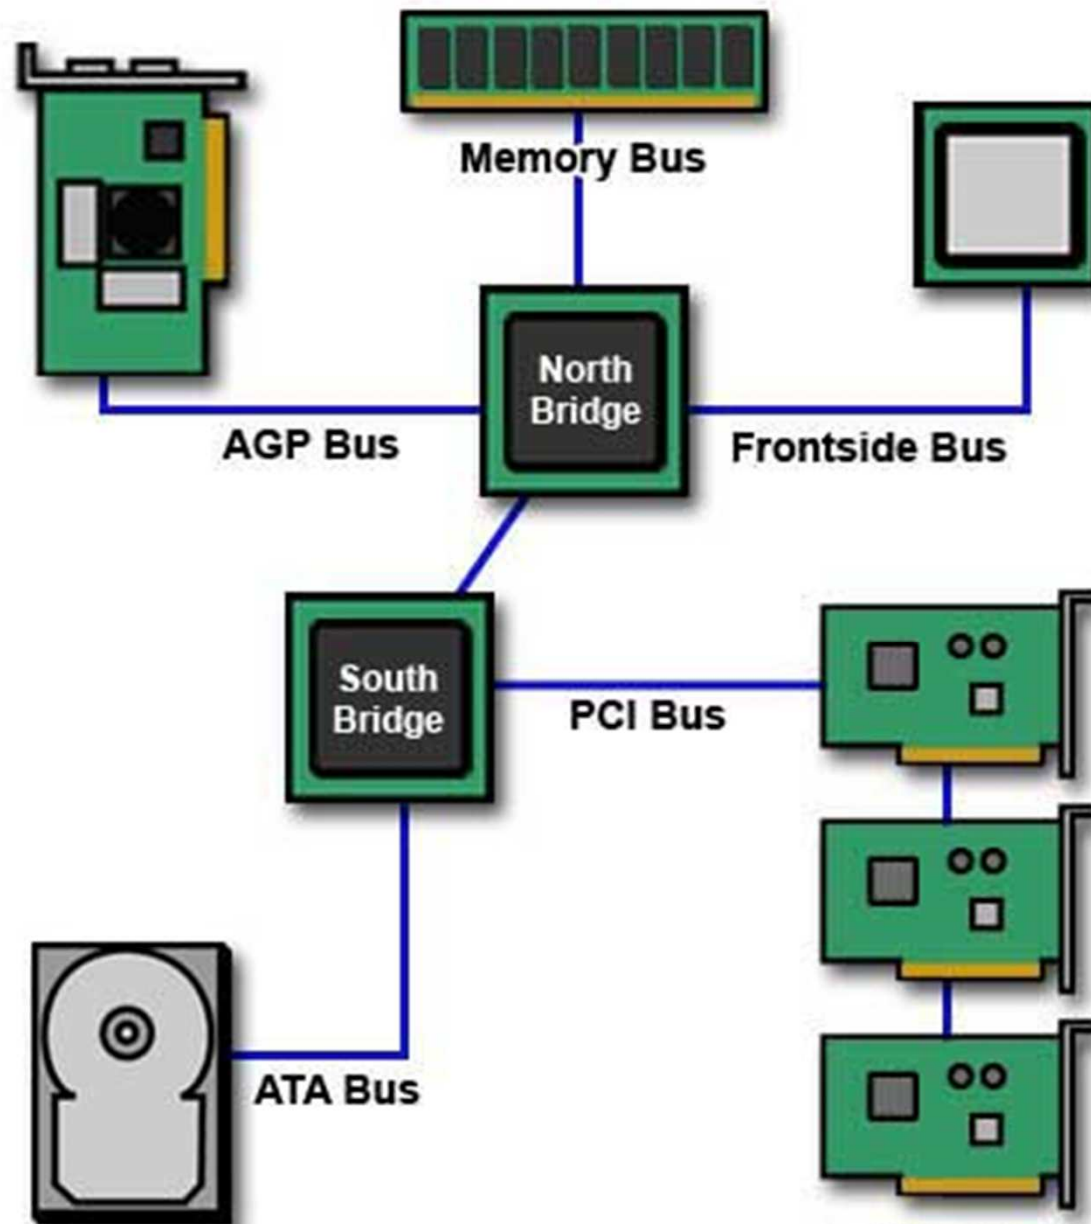 Memory Bus
North
Bridge
AGP Bus
Frontside Bus
South
Bridge
PCI Bus
ATA Bus